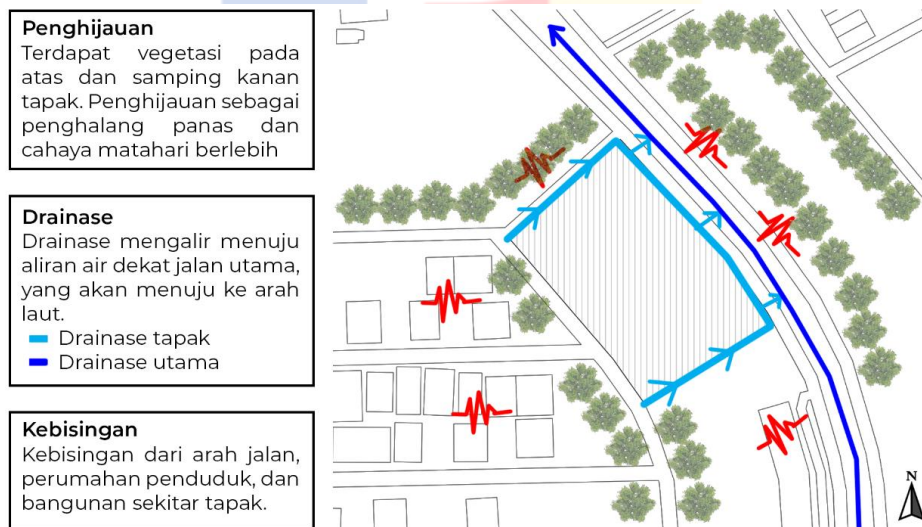 Penghijauan
Terdapat vegetasi pada
atas dan samping kanan
tapak. Penghijauan sebagai
penghalang panas dan
cahaya matahari berlebih
Drainase
Drainase mengalir menuju
aliran air dekat jalan utama,
yang akan menuju ke arah
laut.
Drainase tapak
Drainase utama
Kebisingan
Kebisingan dari arah jalan,
perumahan penduduk, dan
bangunan sekitar tapak.
N